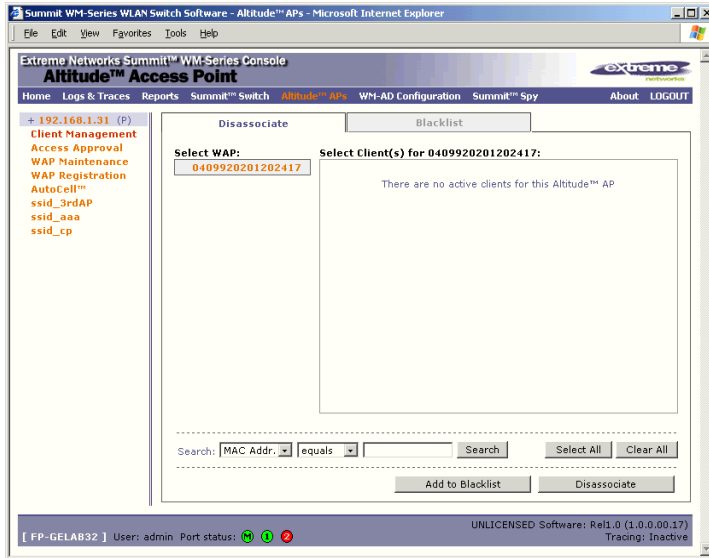 Summit WM-Series WLAN Switch Software - Altitude™ APs - Microsoft Internet Explorer
File Edit View Favorites Tools Help
Extreme Networks Summit™ WM-Series Console
Altitude™ Access Point
extreme
networks
Home Logs & Traces Reports Summit™ Switch Altitude™ APs WM-AD Configuration Summit™ Spy About LOGOUT
+ 192.168.1.31 (P)
Client Management
Access Approval
WAP Maintenance
WAP Registration
AutoCell™
ssid_3rdAP
ssid_aaa
ssid_cp
Disassociate Blacklist
Select WAP: Select Client(s) for 0409920201202417:
0409920201202417
There are no active clients for this Altitude™ AP
Search: MAC Addr. equals Search Select All Clear All
Add to Blacklist Disassociate
UNLICENSED Software: Rel1.0 (1.0.0.00.17)
[ FP-GELAB32 ] User: admin Port status: M 1 2 Tracing: Inactive